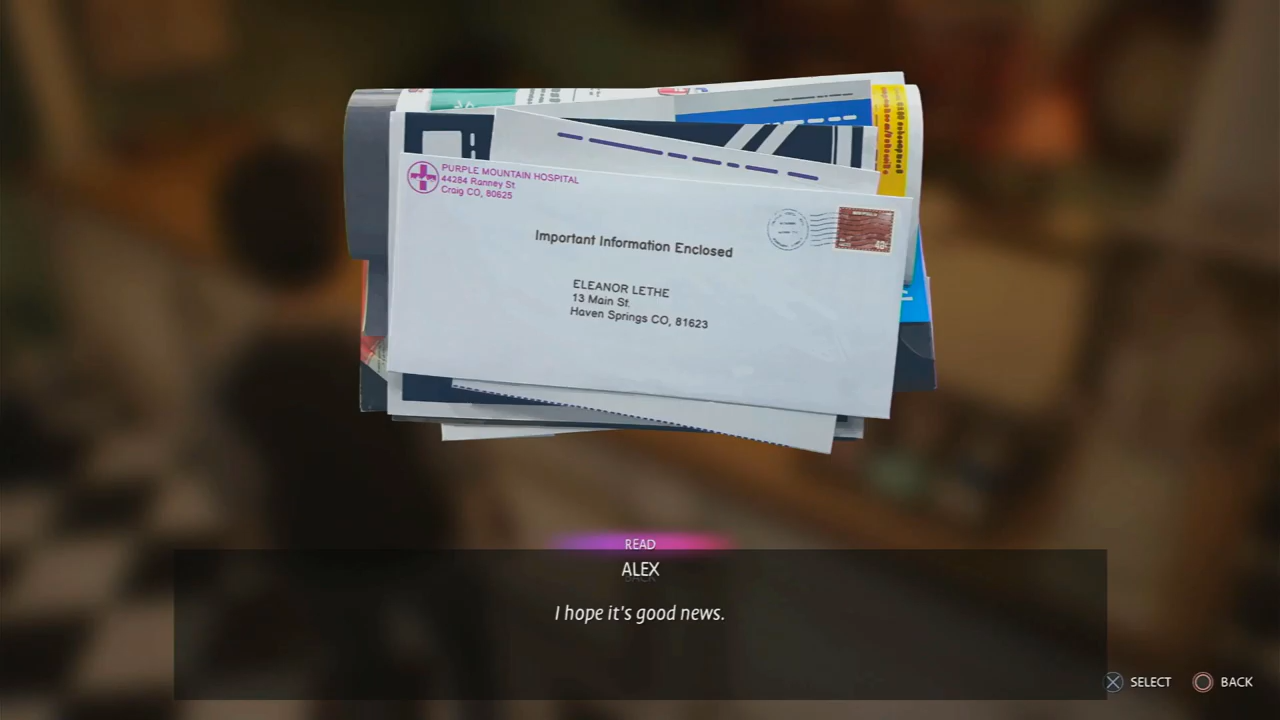 PURPLE MOUNTAIN HOSPITAL
44284 Ranney St
Craig CO, 80625
Important Information Enclosed
ELEANOR LETHE
13 Main St.
Haven Springs CO, 81623
READ
ALEX
BACK
I hope it's good news.
SELECT
BACK